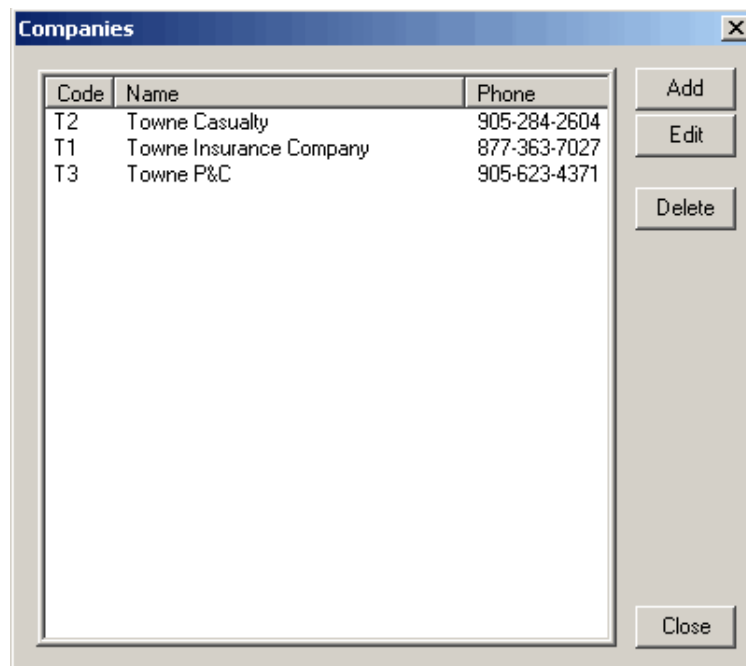 Companies
Code Name Phone
T2 Towne Casualty 905-284-2604
T1 Towne Insurance Company 877-363-7027
T3 Towne P&C 905-623-4371
Add
Edit
Delete
Close